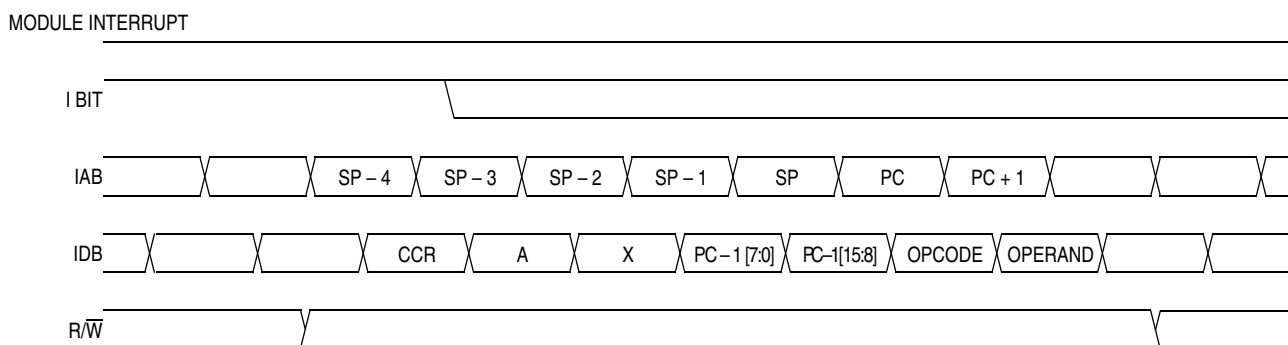 MODULE INTERRUPT
I BIT
IAB SP – 4 SP – 3 SP – 2 SP – 1 SP PC PC + 1
IDB CCR A X PC – 1 [7:0] PC–1[15:8] OPCODE OPERAND
R/W̅